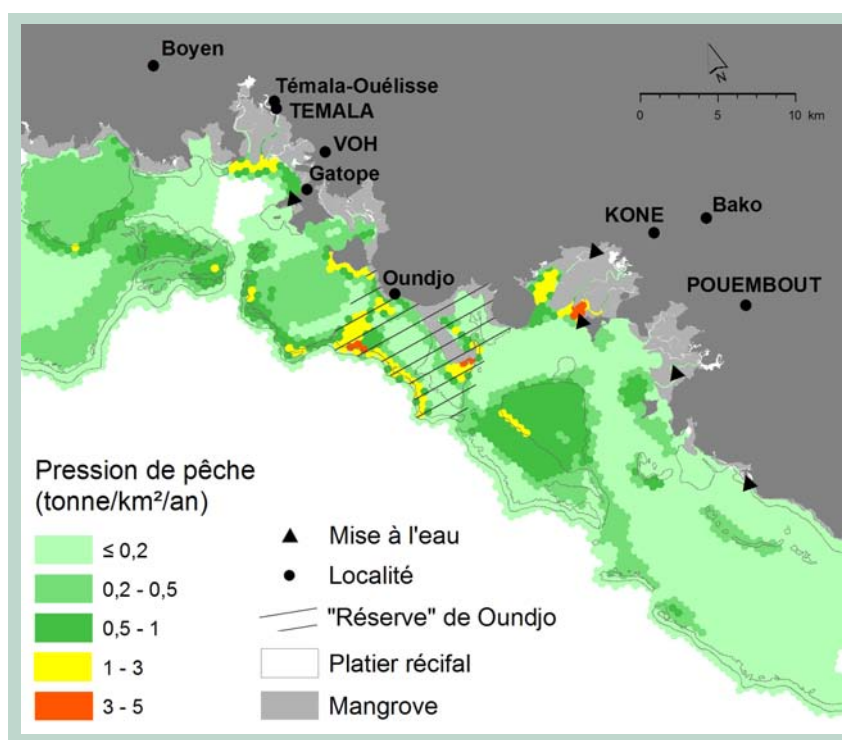 Boyen
Témala-Ouélisse
TEMALA
VOH
Gatope
N
0 5 10 km
KONE
Bako
Oundjo
POUEMBOUT
Pression de pêche
(tonne/km²/an)
≤ 0,2
0,2 - 0,5
0,5 - 1
1 - 3
3 - 5
Mise à l'eau
Localité
"Réserve" de Oundjo
Platier récifal
Mangrove